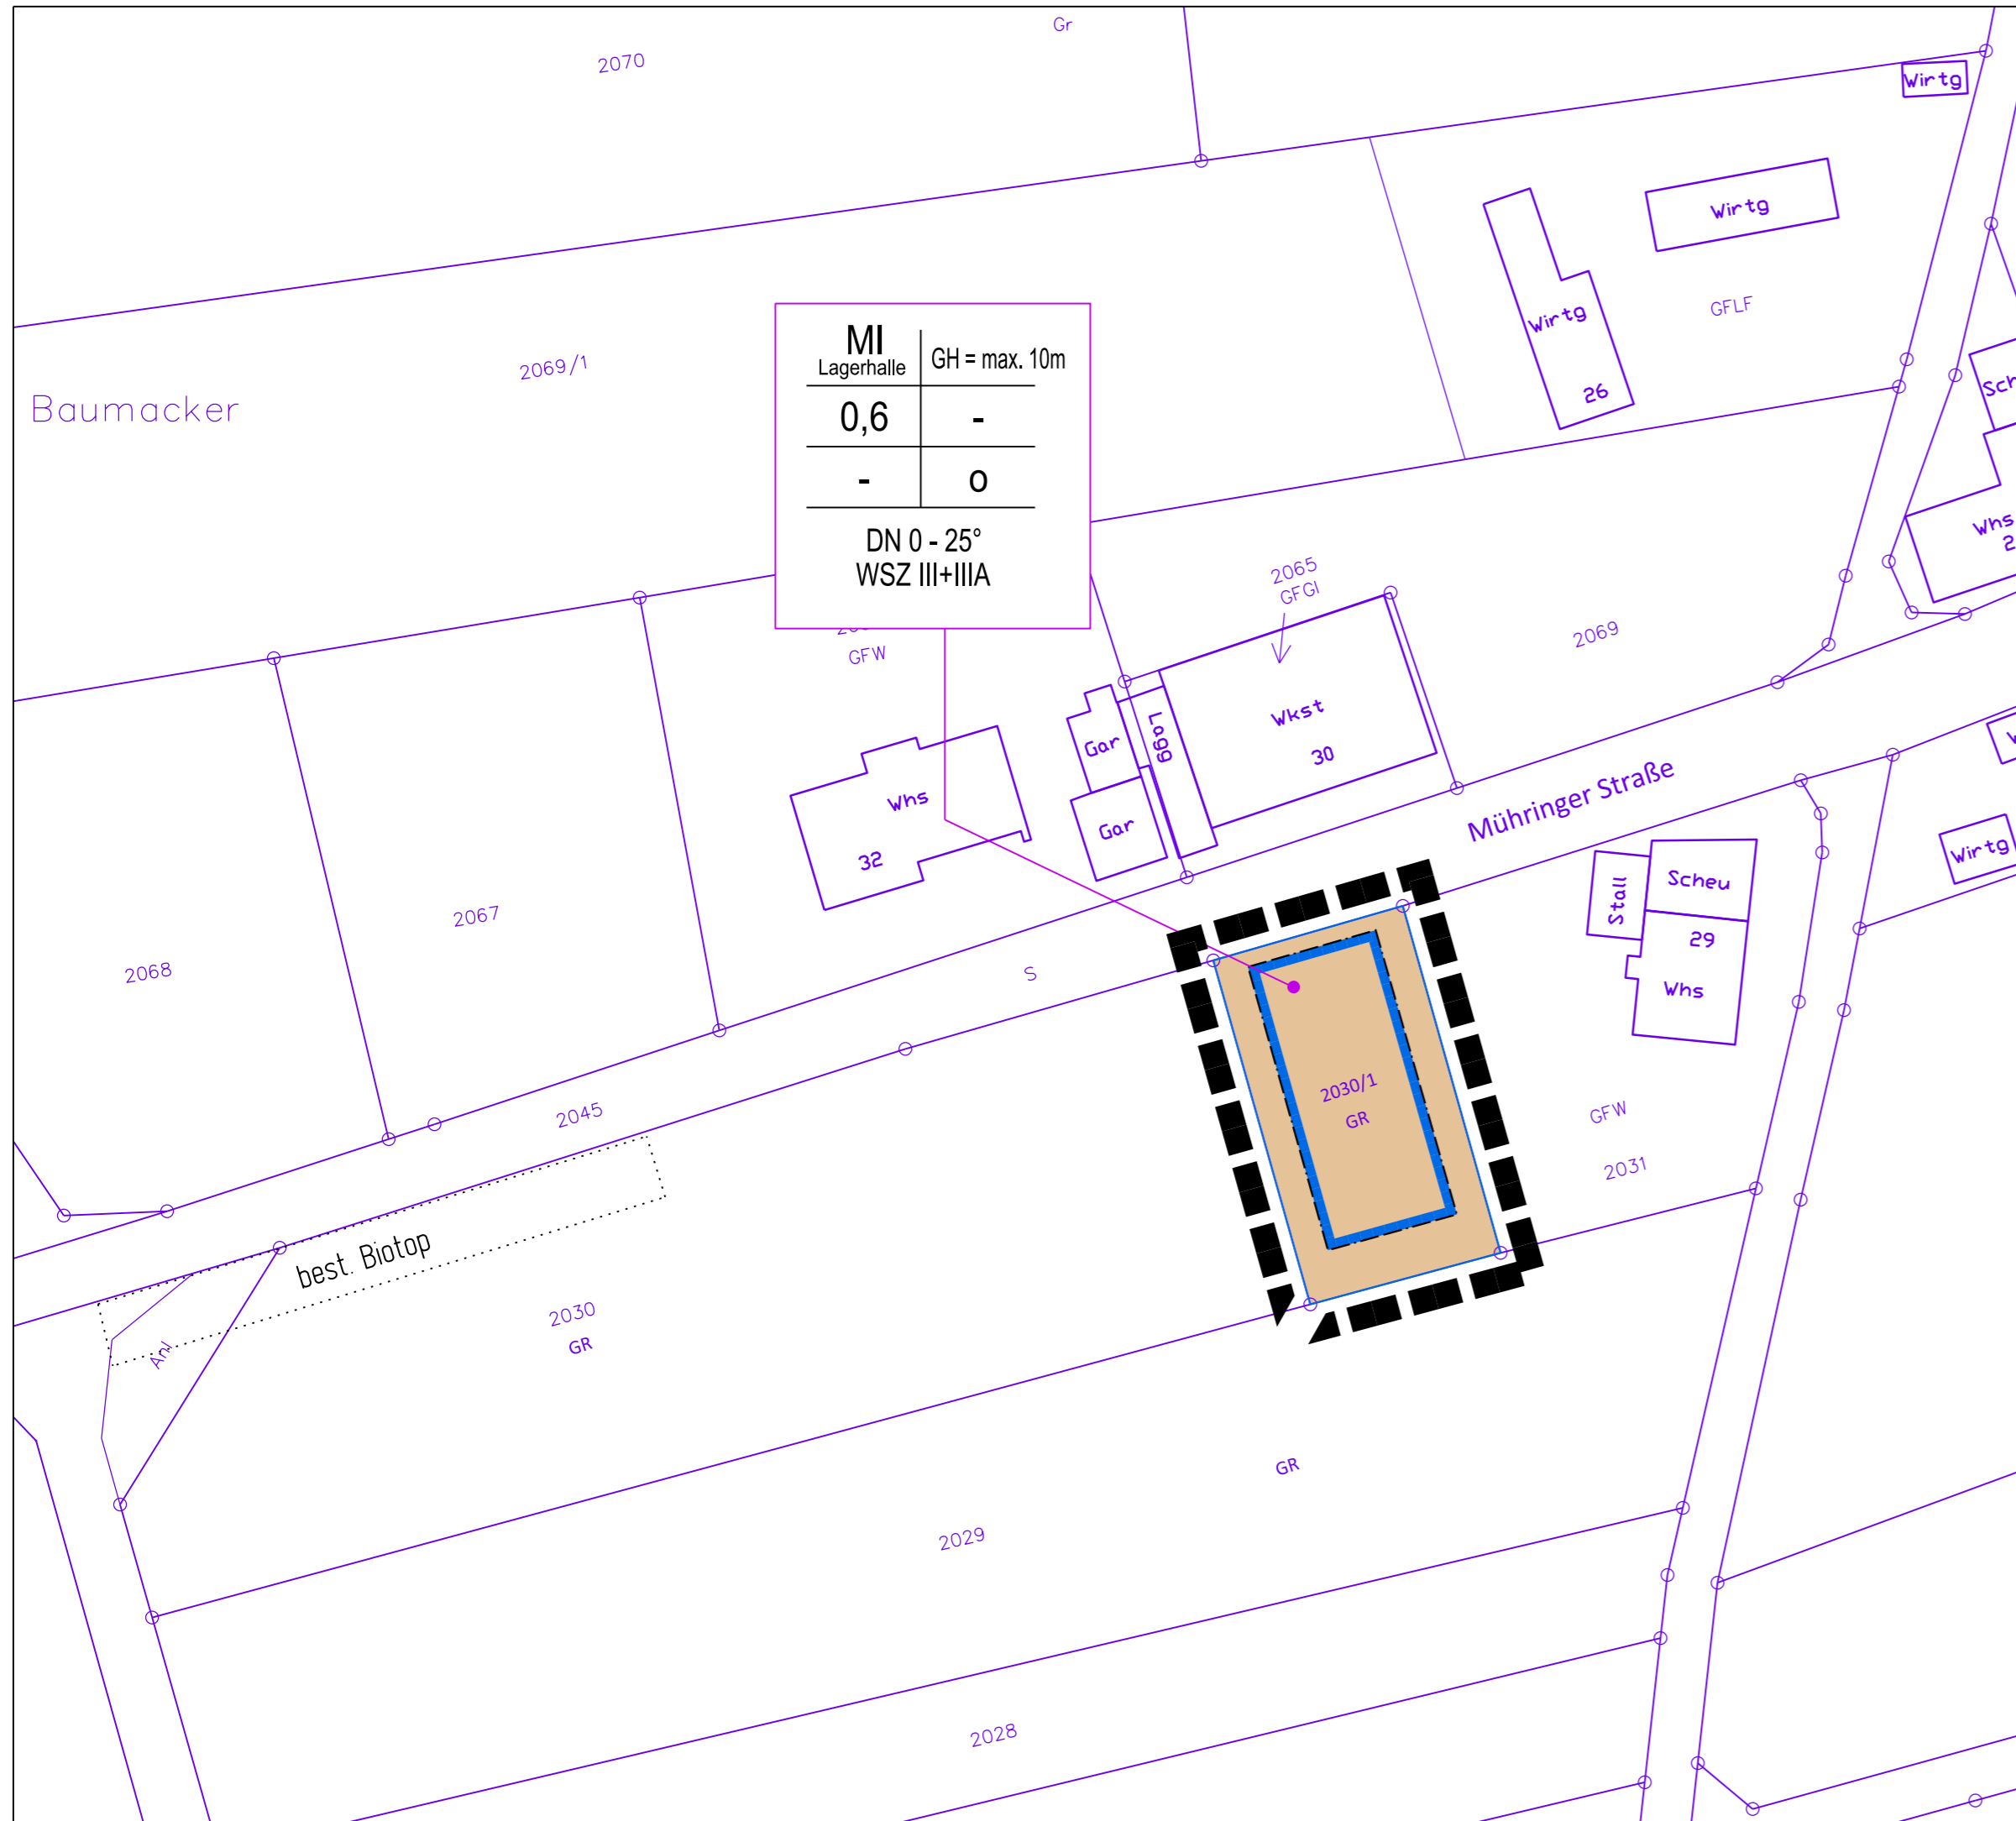 Gr
2070
Wirtg
Wirtg
Wirtg
26
GFLF
2069/1
Baumacker
MI
Lagerhalle
GH = max. 10m
0,6
-
-
o
DN 0 - 25°
WSZ III+IIIA
GFW
2065
GFGI
2069
Whs
Wkst
30
Lagg
Gar
Gar
Whs
32
Mühringer Straße
Wirtg
Stall
Scheu
29
Whs
2067
2068
S
2045
2030/1
GR
GFW
2031
best. Biotop
Anl
2030
GR
GR
2029
2028